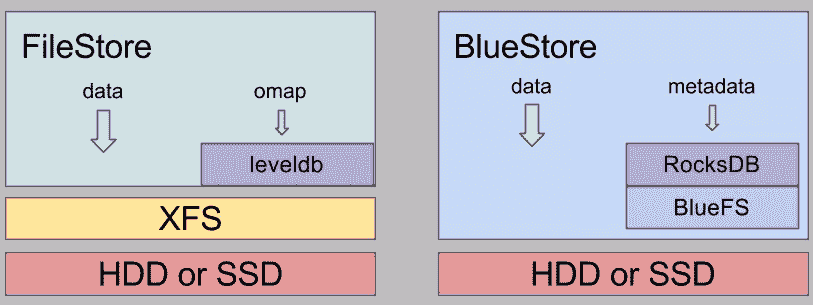 FileStore
data
omap
leveldb
XFS
HDD or SSD
BlueStore
data
metadata
RocksDB
BlueFS
HDD or SSD